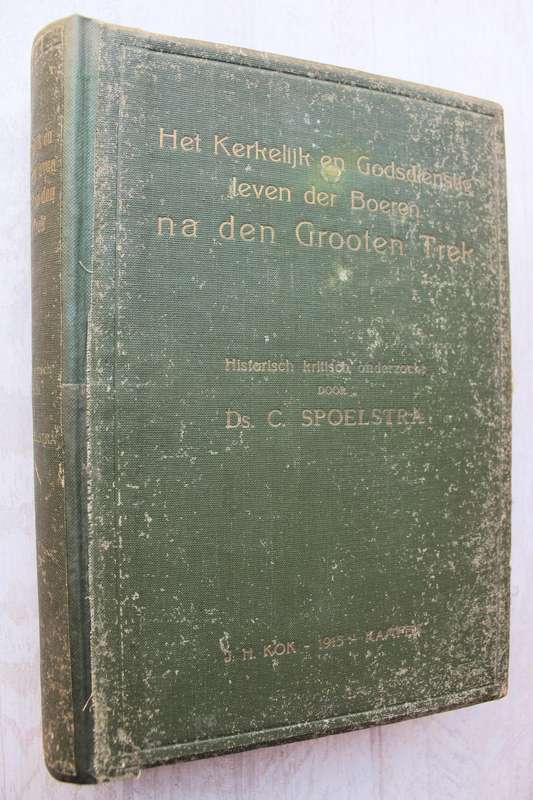 Het Kerkelijk en Godsdienstig
leven der Boeren
na den Grooten Trek
Historisch kritisch onderzocht
DOOR
Ds. C. SPOELSTRA
J. H. KOK - 1915 - KAMPEN